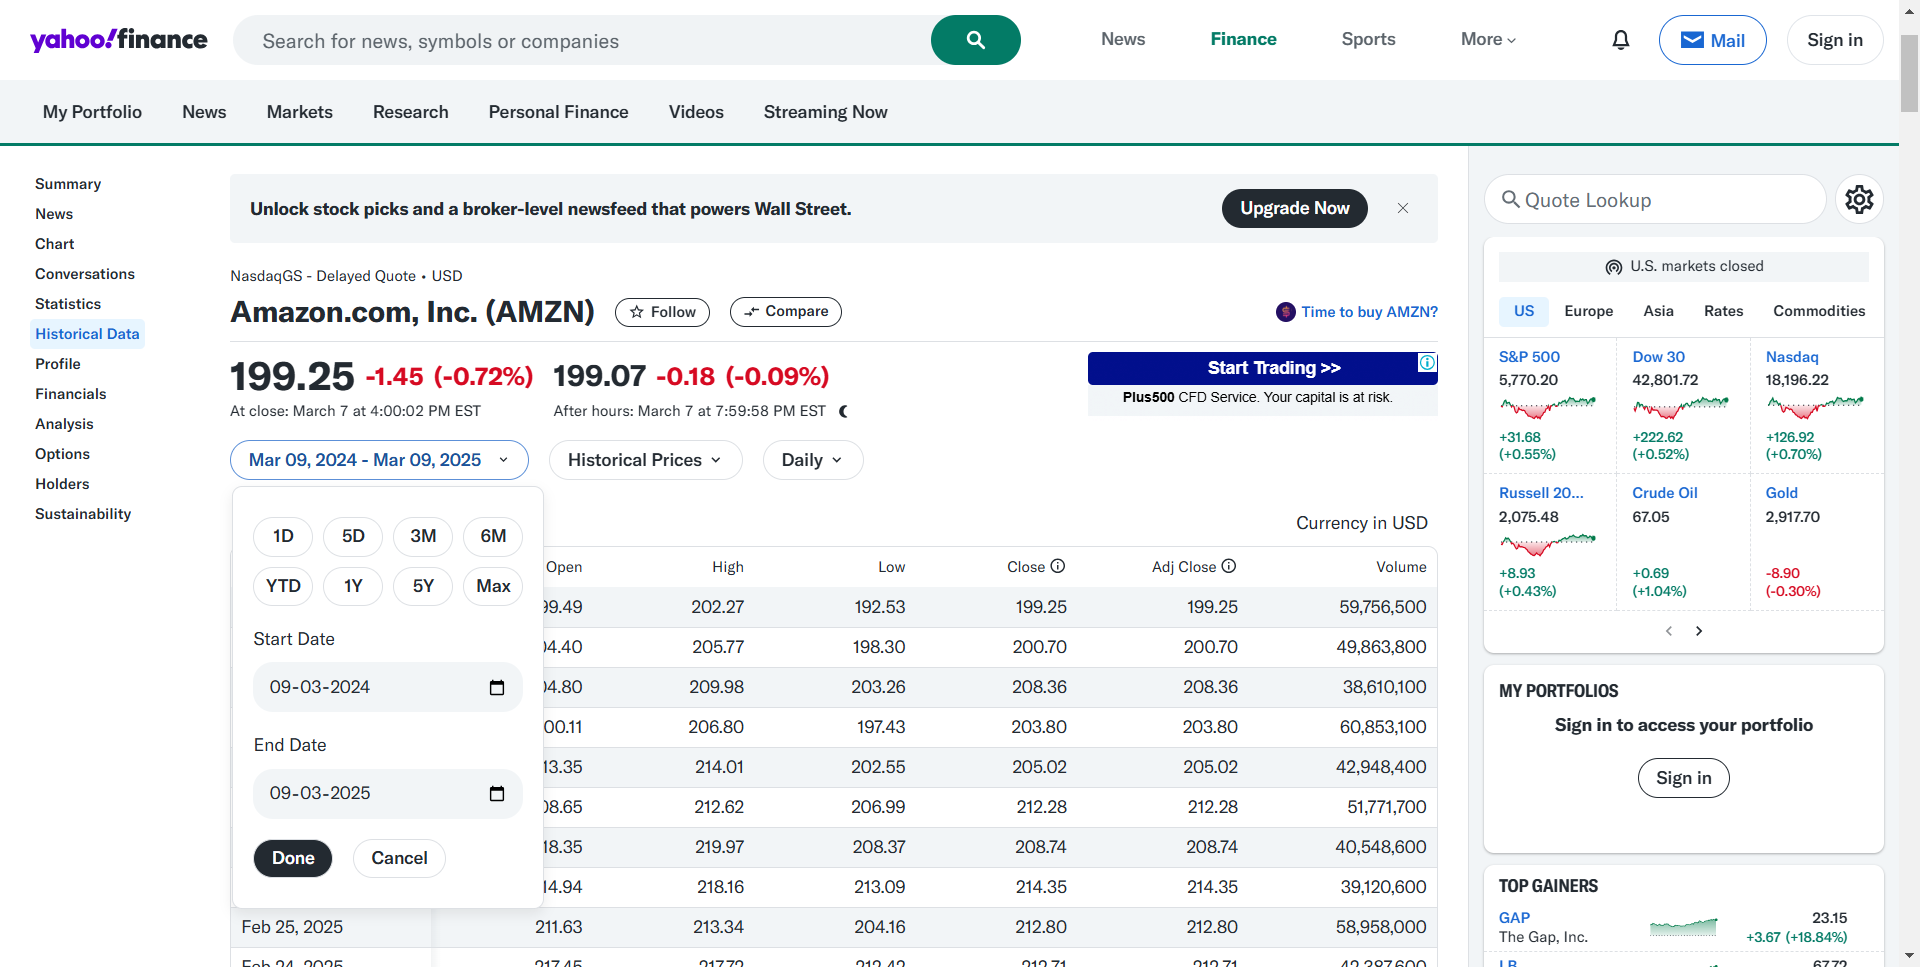 yahoo!finance
Search for news, symbols or companies
News
Finance
Sports
More
Mail
Sign in
My Portfolio
News
Markets
Research
Personal Finance
Videos
Streaming Now
Summary
News
Chart
Conversations
Statistics
Historical Data
Profile
Financials
Analysis
Options
Holders
Sustainability
Unlock stock picks and a broker-level newsfeed that powers Wall Street.
Upgrade Now
NasdaqGS - Delayed Quote • USD
Amazon.com, Inc. (AMZN)
Follow
Compare
Time to buy AMZN?
199.25 -1.45 (-0.72%)
199.07 -0.18 (-0.09%)
At close: March 7 at 4:00:02 PM EST
After hours: March 7 at 7:59:58 PM EST
Start Trading >>
Plus500 CFD Service. Your capital is at risk.
Mar 09, 2024 - Mar 09, 2025
Historical Prices
Daily
1D 5D 3M 6M
YTD 1Y 5Y Max
Start Date
09-03-2024
End Date
09-03-2025
Done
Cancel
Currency in USD
Open High Low Close Adj Close Volume
99.49 202.27 192.53 199.25 199.25 59,756,500
04.40 205.77 198.30 200.70 200.70 49,863,800
04.80 209.98 203.26 208.36 208.36 38,610,100
00.11 206.80 197.43 203.80 203.80 60,853,100
13.35 214.01 202.55 205.02 205.02 42,948,400
08.65 212.62 206.99 212.28 212.28 51,771,700
18.35 219.97 208.37 208.74 208.74 40,548,600
14.94 218.16 213.09 214.35 214.35 39,120,600
Feb 25, 2025 211.63 213.34 204.16 212.80 212.80 58,958,000
Feb 24, 2025 217.45 217.72 212.42 212.71 212.71 42,387,600
Quote Lookup
U.S. markets closed
US
Europe
Asia
Rates
Commodities
S&P 500
5,770.20
+31.68
(+0.55%)
Dow 30
42,801.72
+222.62
(+0.52%)
Nasdaq
18,196.22
+126.92
(+0.70%)
Russell 20...
2,075.48
+8.93
(+0.43%)
Crude Oil
67.05
+0.69
(+1.04%)
Gold
2,917.70
-8.90
(-0.30%)
MY PORTFOLIOS
Sign in to access your portfolio
Sign in
TOP GAINERS
GAP
23.15
The Gap, Inc.
+3.67 (+18.84%)
LB
67.72